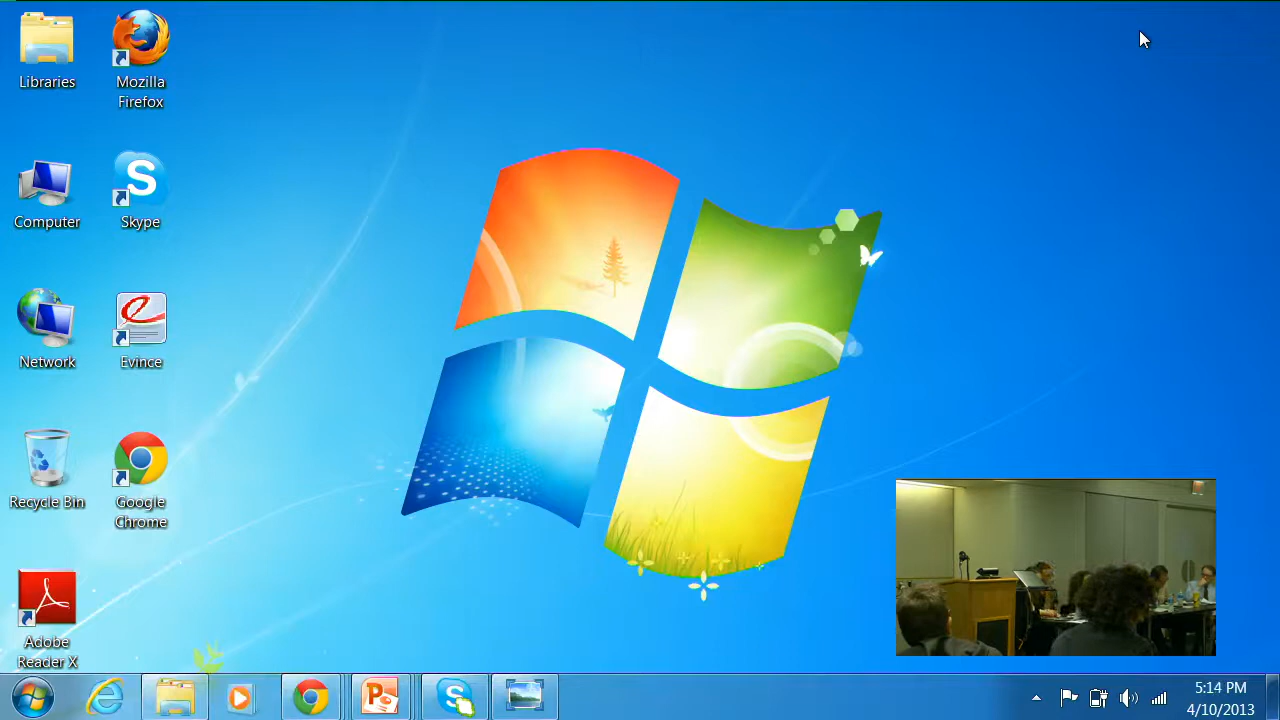 Libraries
Mozilla
Firefox
Computer
Skype
Network
Evince
Recycle Bin
Google
Chrome
Adobe
Reader X
5:14 PM
4/10/2013